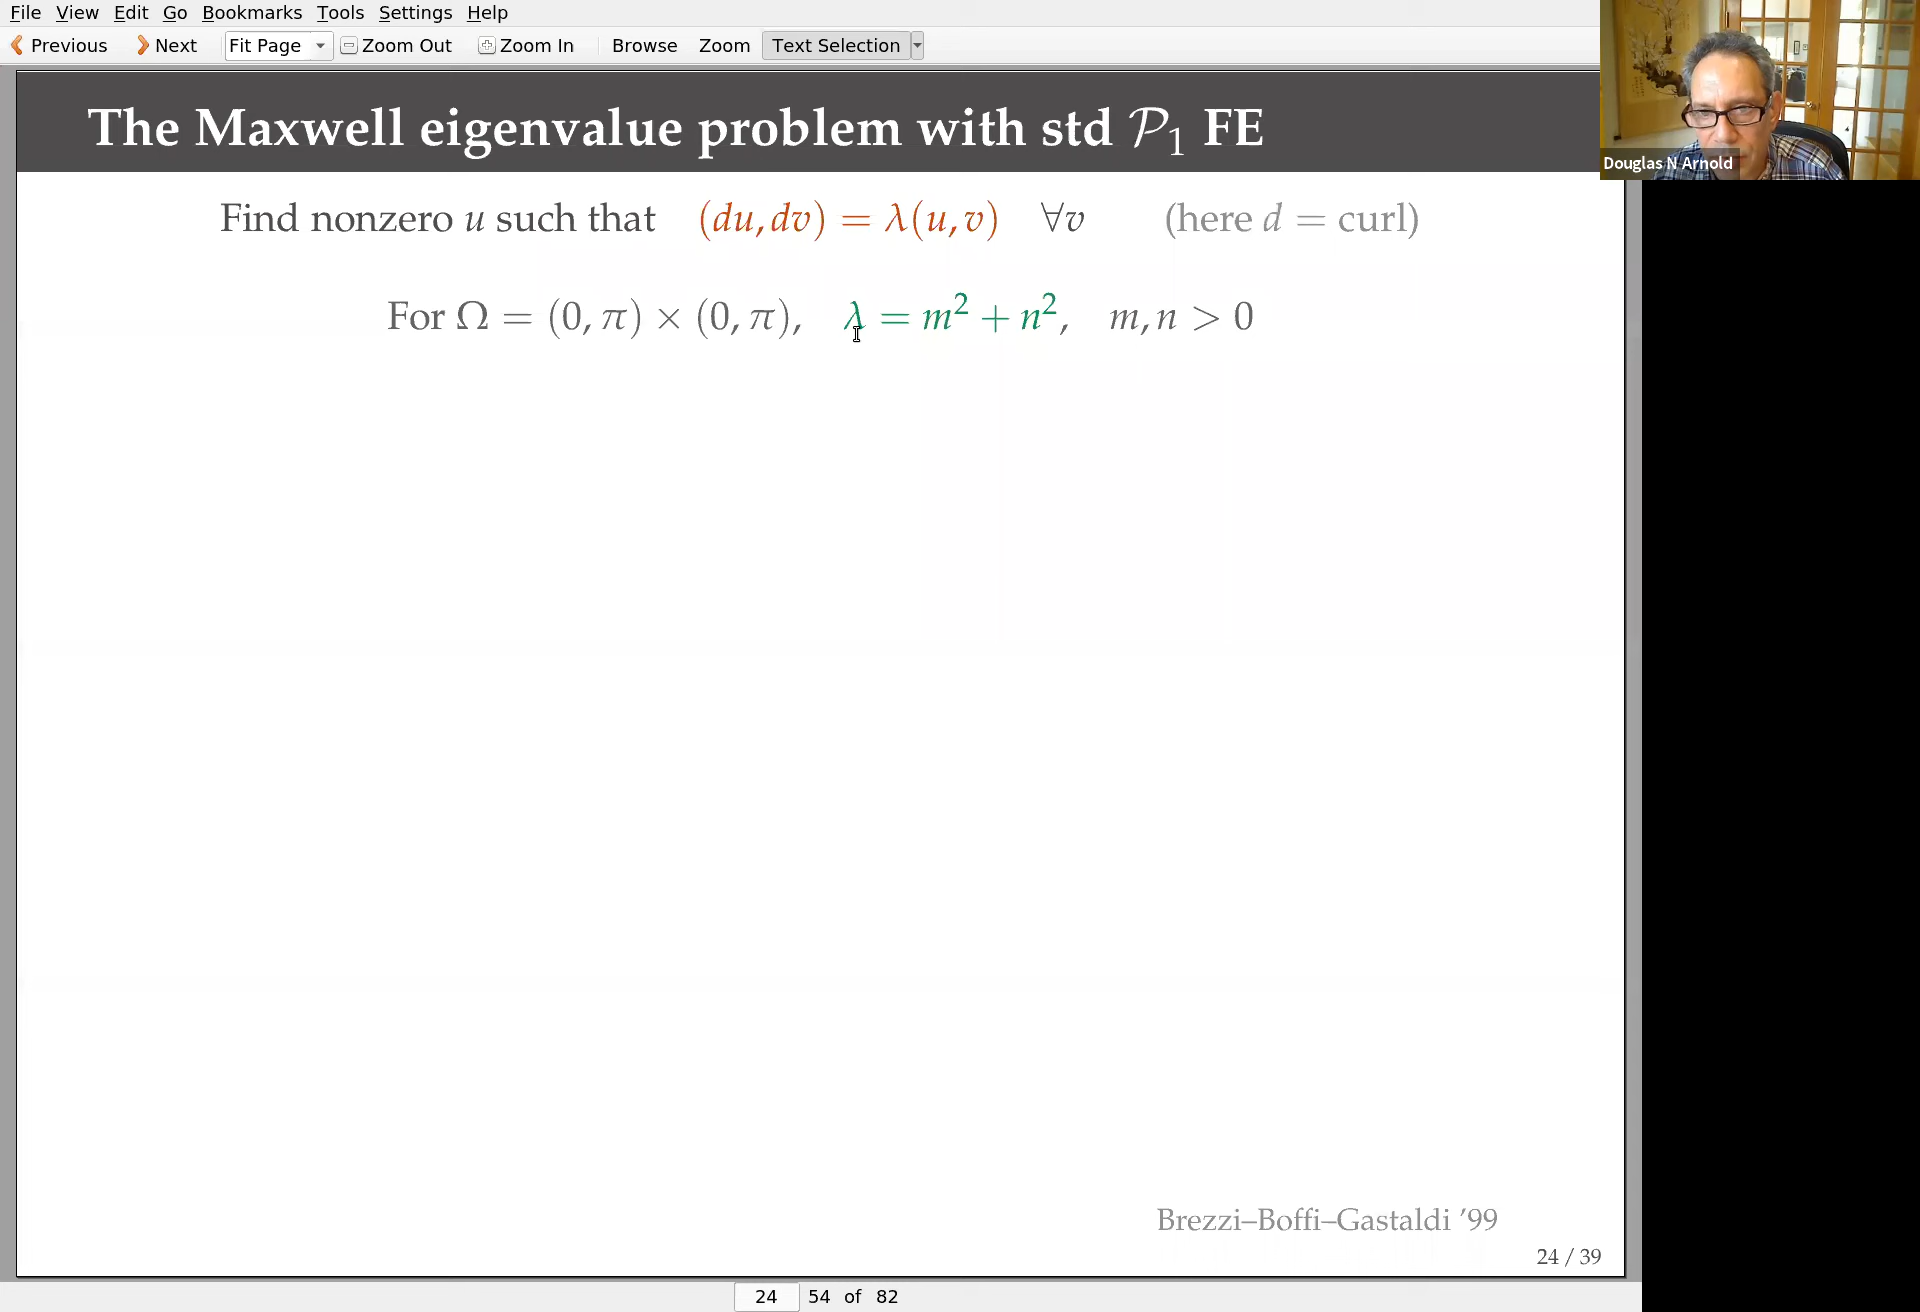 File View Edit Go Bookmarks Tools Settings Help
Previous Next Fit Page Zoom Out Zoom In Browse Zoom Text Selection
The Maxwell eigenvalue problem with std 𝒫₁ FE
Douglas N Arnold
Find nonzero u such that (du, dv) = λ(u, v) ∀v (here d = curl)
For Ω = (0, π) × (0, π), λ = m² + n², m, n > 0
Brezzi–Boffi–Gastaldi ’99
24 / 39
24 54 of 82